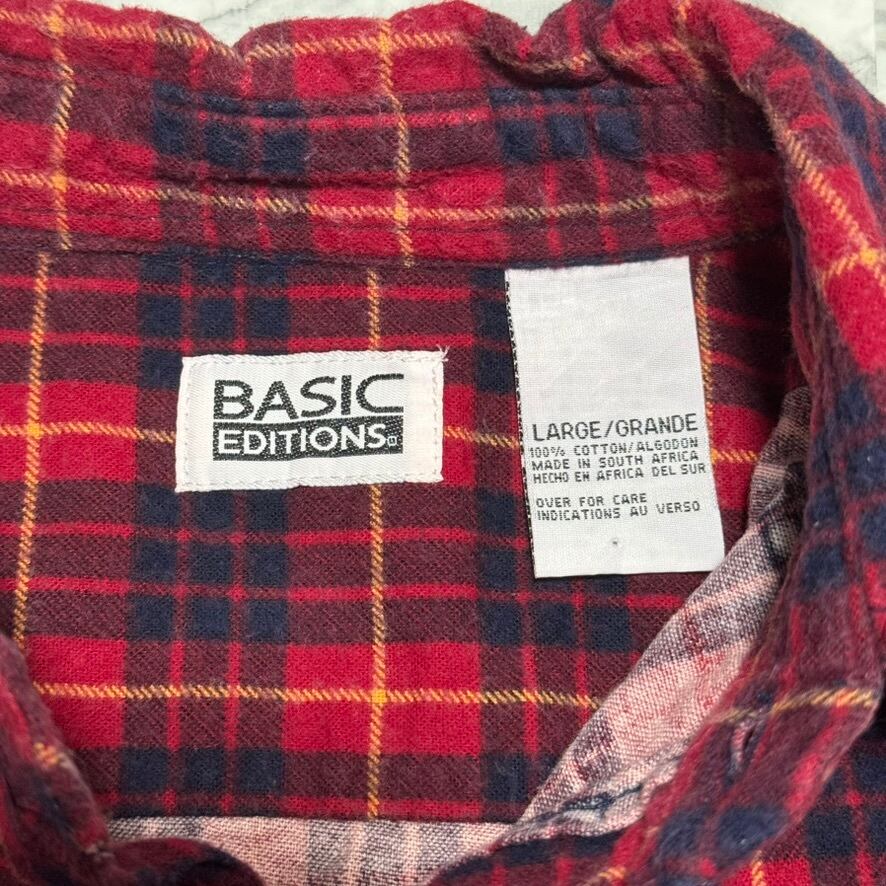 BASIC
EDITIONS
LARGE/GRANDE
100% COTTON/ALGODON
MADE IN SOUTH AFRICA
HECHO EN AFRICA DEL SUR
OVER FOR CARE
INDICATIONS AU VERSO